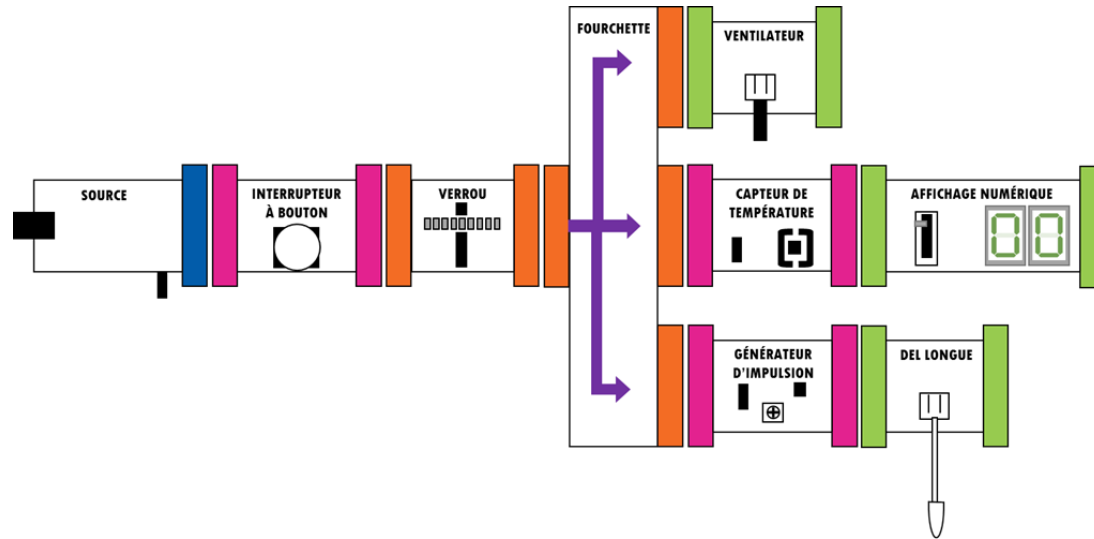 FOURCHETTE
VENTILATEUR
SOURCE
INTERRUPTEUR
À BOUTON
VERROU
CAPTEUR DE
TEMPÉRATURE
AFFICHAGE NUMÉRIQUE
00
GÉNÉRATEUR
D'IMPULSION
DEL LONGUE